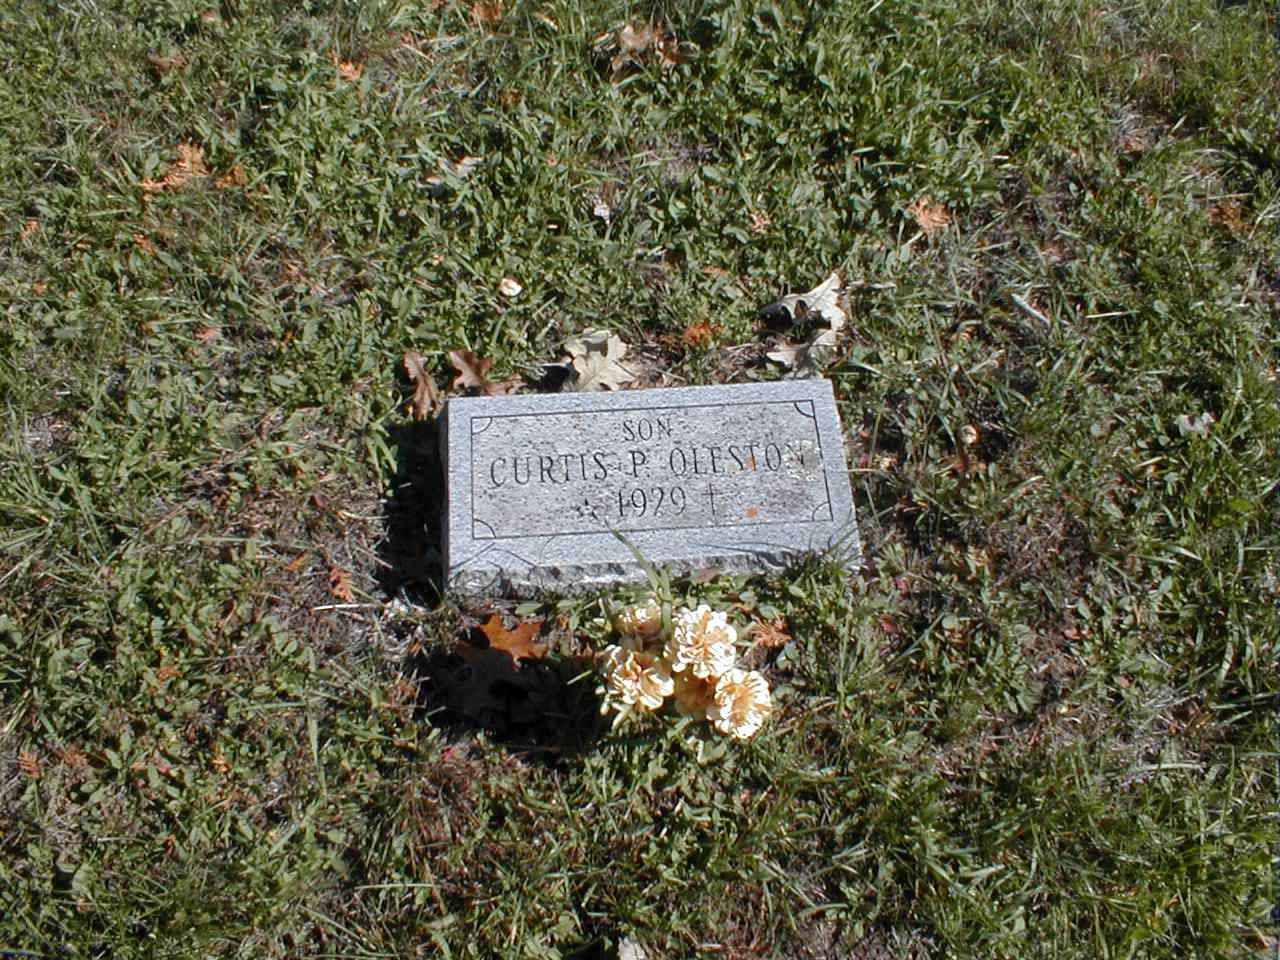 SON
CURTIS P. OLESTON
☆ 1929 †